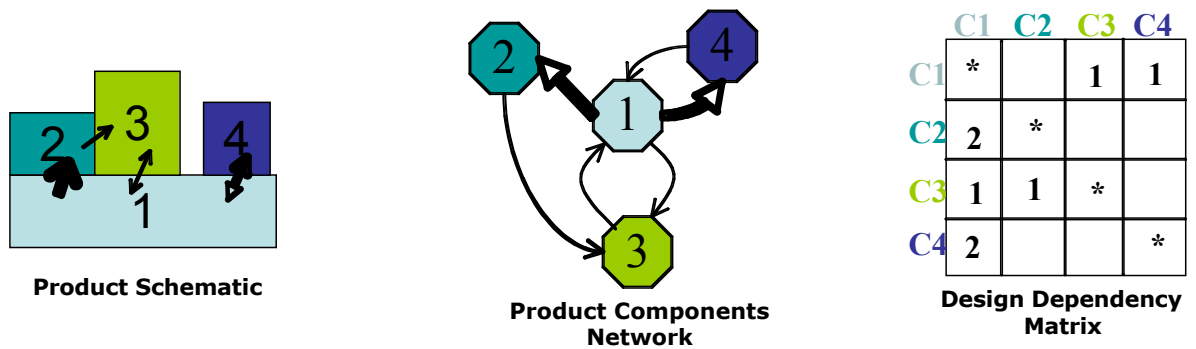 2
3
4
1
Product Schematic
2
4
1
3
Product Components
Network
C1 C2 C3 C4
C1 * 1 1
C2 2 *
C3 1 1 *
C4 2 *
Design Dependency
Matrix